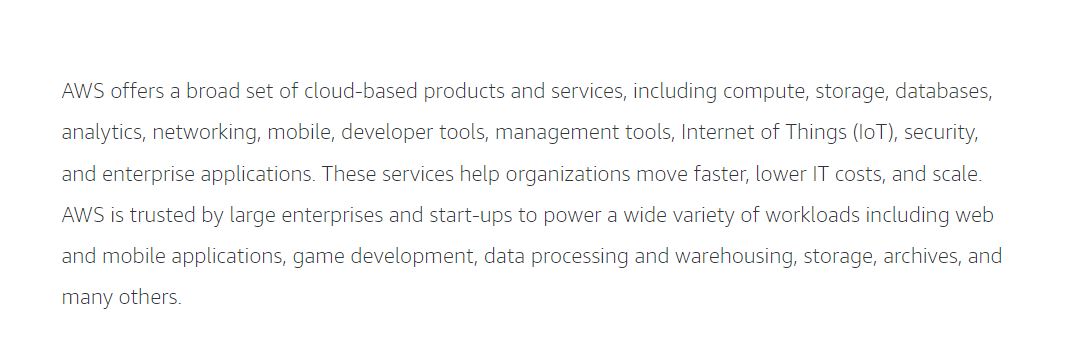 AWS offers a broad set of cloud-based products and services, including compute, storage, databases,
analytics, networking, mobile, developer tools, management tools, Internet of Things (IoT), security,
and enterprise applications. These services help organizations move faster, lower IT costs, and scale.
AWS is trusted by large enterprises and start-ups to power a wide variety of workloads including web
and mobile applications, game development, data processing and warehousing, storage, archives, and
many others.